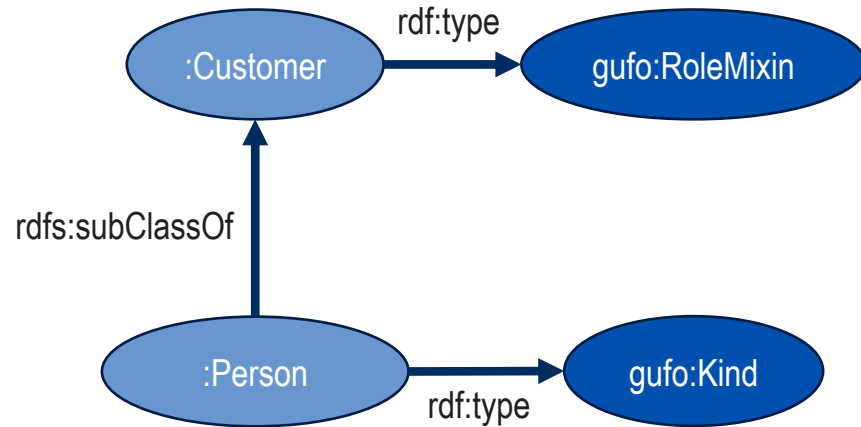 rdf:type
:Customer
gufo:RoleMixin
rdfs:subClassOf
:Person
gufo:Kind
rdf:type